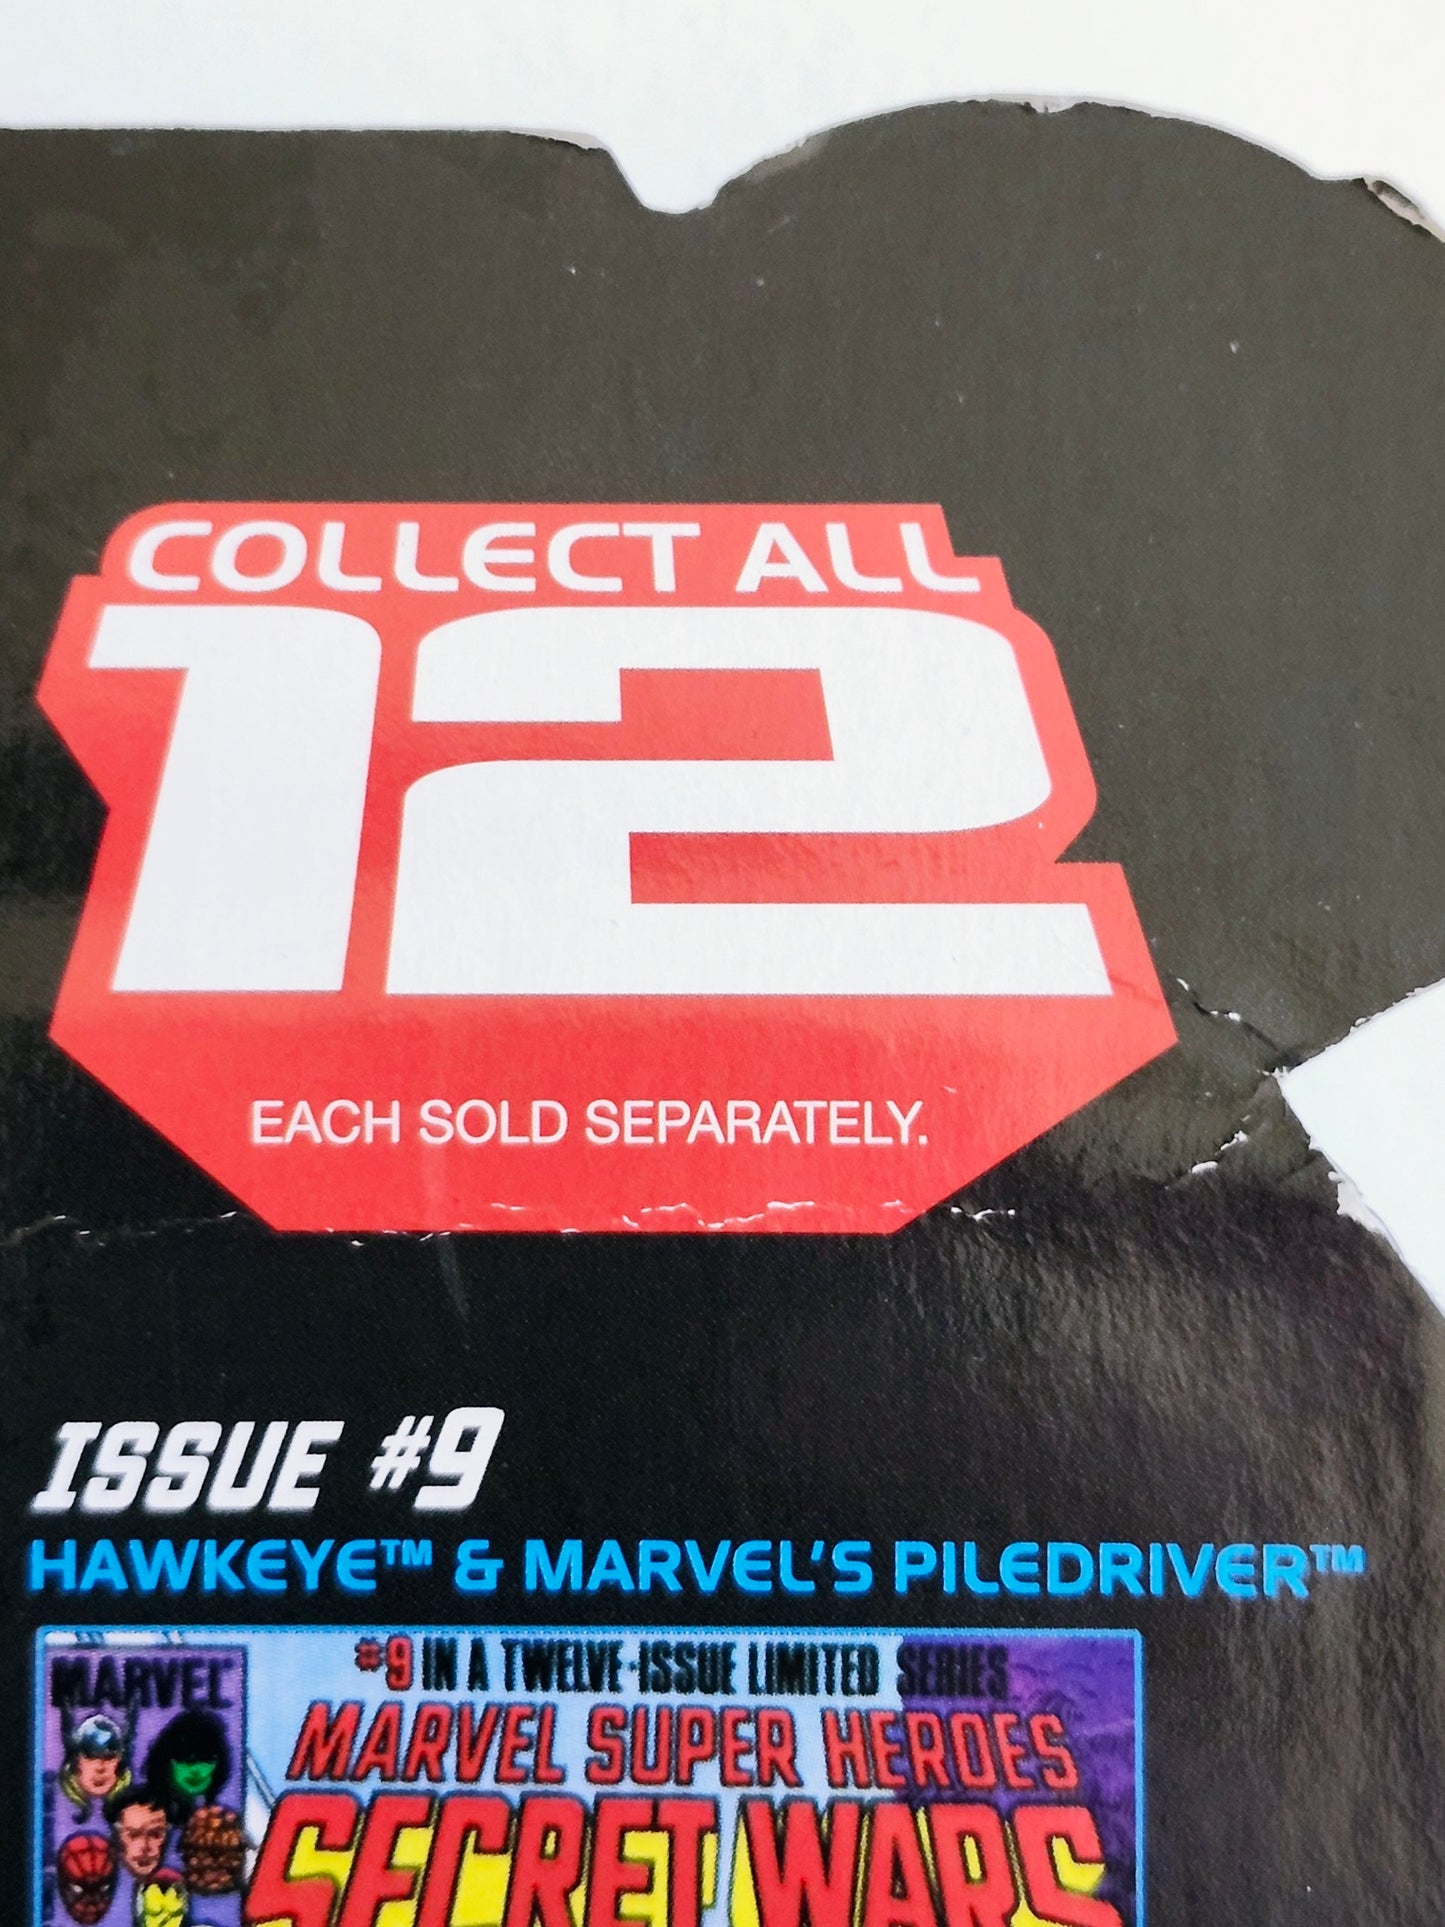 COLLECT ALL
12
EACH SOLD SEPARATELY.
ISSUE #9
HAWKEYE™ & MARVEL'S PILEDRIVER™
#9 IN A TWELVE-ISSUE LIMITED SERIES
MARVEL
MARVEL SUPER HEROES
SECRET WARS